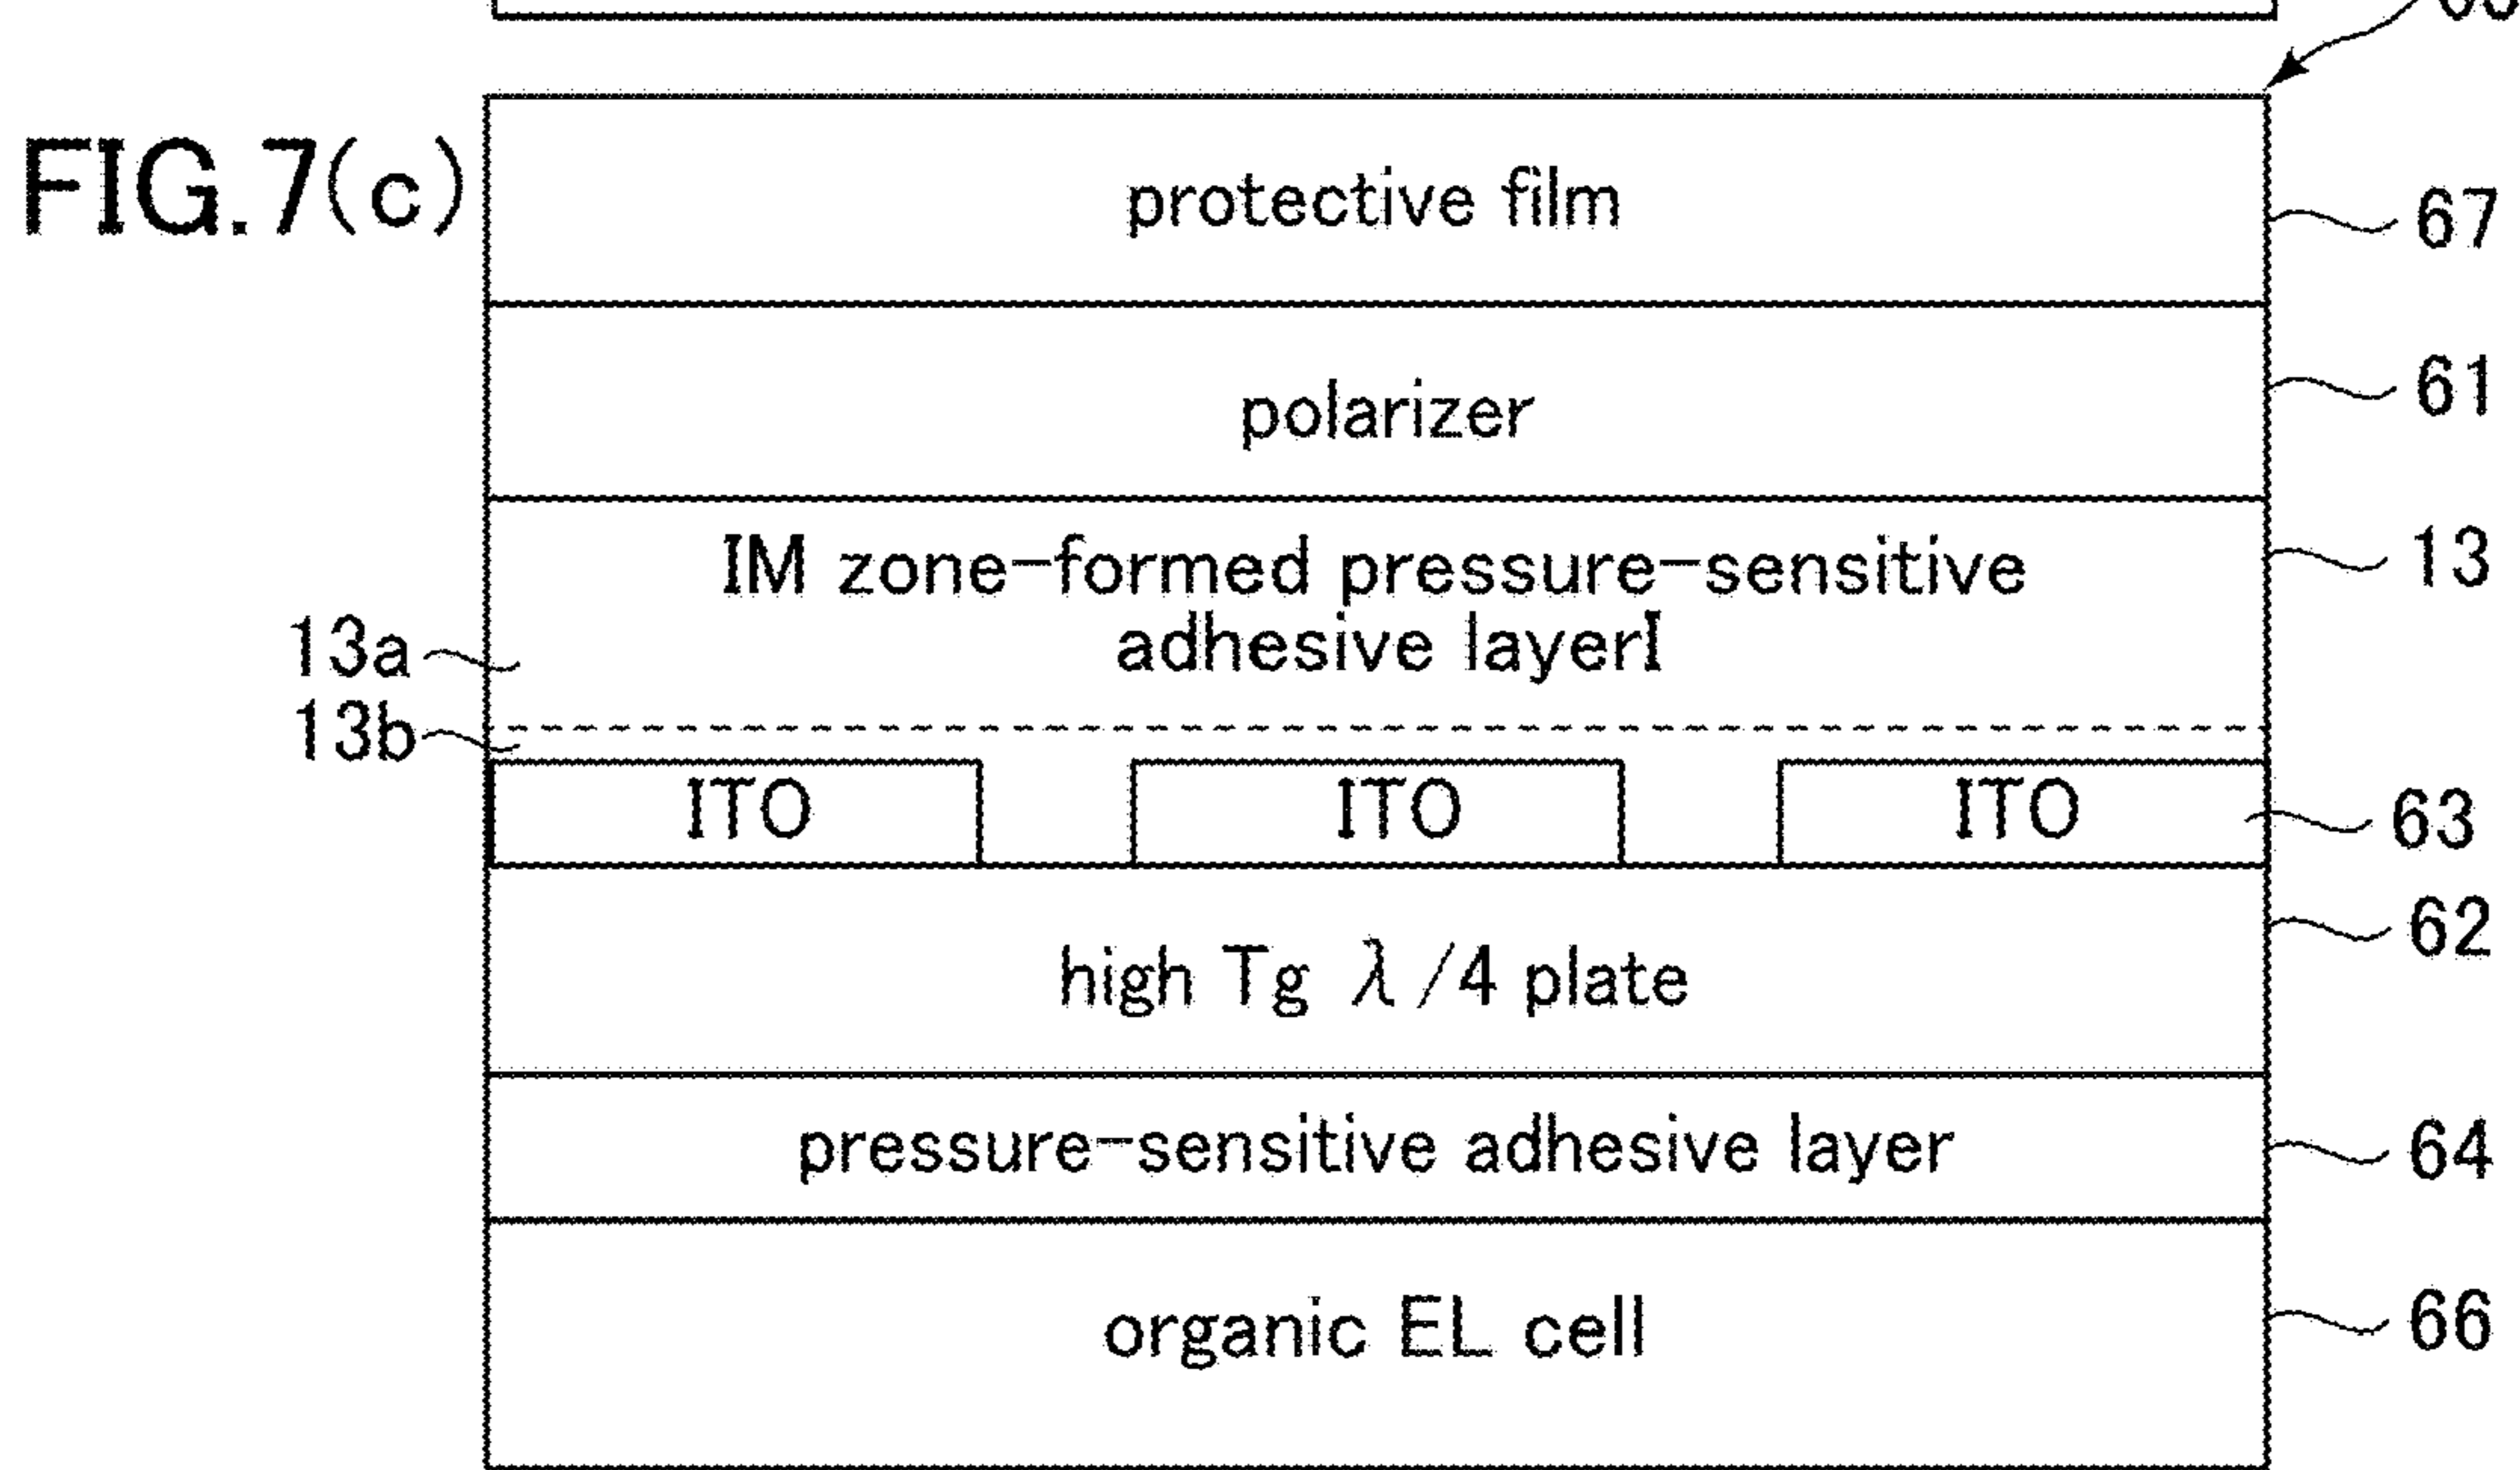 FIG.7(c)
protective film
67
polarizer
61
IM zone-formed pressure-sensitive
adhesive layerI
13
13a
13b
ITO ITO ITO
63
high Tg λ/4 plate
62
pressure-sensitive adhesive layer
64
organic EL cell
66